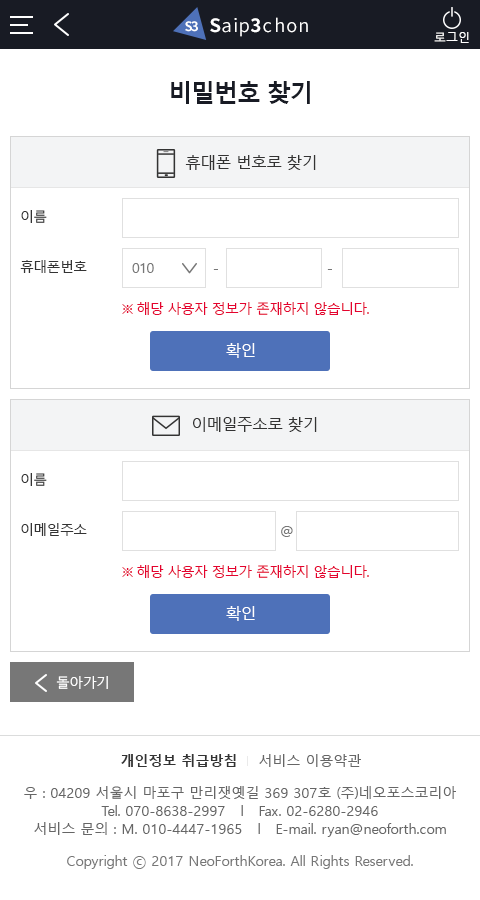 S3 Saip3chon
로그인
비밀번호 찾기
휴대폰 번호로 찾기
이름
휴대폰번호 010 - -
※ 해당 사용자 정보가 존재하지 않습니다.
확인
이메일주소로 찾기
이름
이메일주소 @
※ 해당 사용자 정보가 존재하지 않습니다.
확인
돌아가기
개인정보 취급방침 | 서비스 이용약관
우 : 04209 서울시 마포구 만리잿옛길 369 307호 (주)네오포스코리아
Tel. 070-8638-2997 | Fax. 02-6280-2946
서비스 문의 : M. 010-4447-1965 | E-mail. ryan@neoforth.com
Copyright ⓒ 2017 NeoForthKorea. All Rights Reserved.